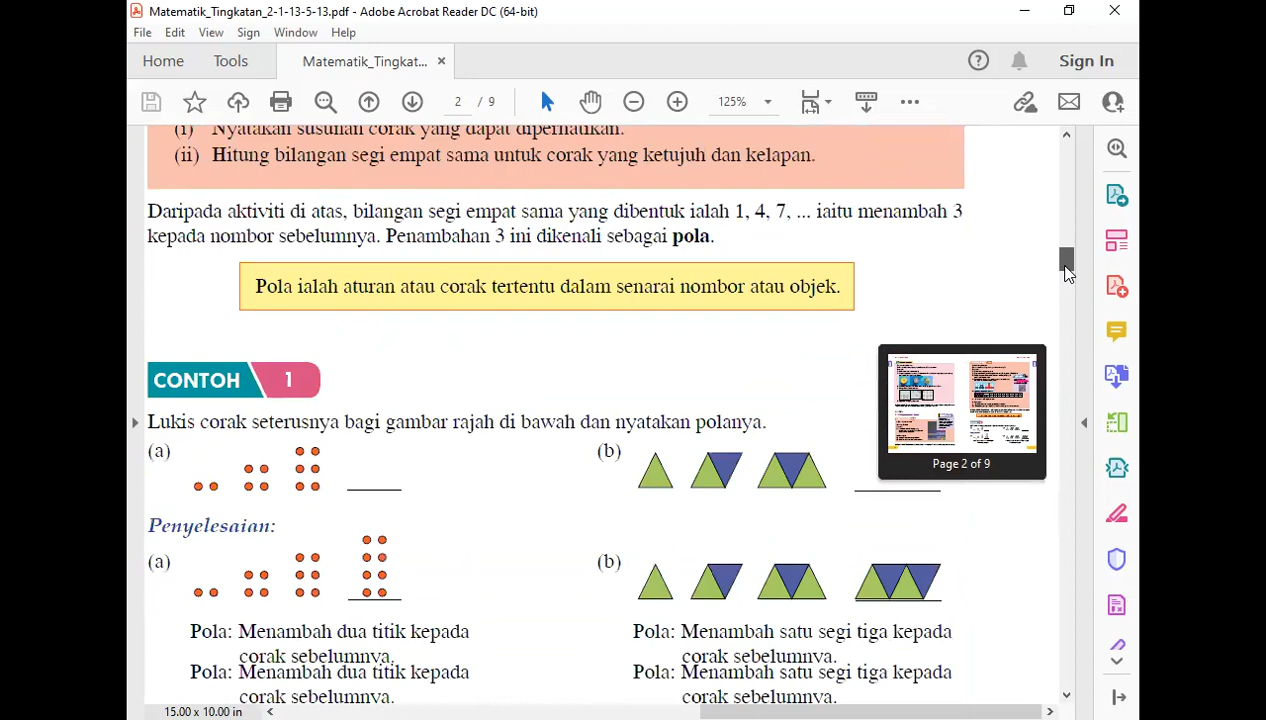 Matematik_Tingkatan_2-1-13-5-13.pdf - Adobe Acrobat Reader DC (64-bit)
File Edit View Sign Window Help
Home Tools Matematik_Tingkat... × Sign In
2 / 9 125%
(i) Nyatakan susunan corak yang dapat diperhatikan.
(ii) Hitung bilangan segi empat sama untuk corak yang ketujuh dan kelapan.
Daripada aktiviti di atas, bilangan segi empat sama yang dibentuk ialah 1, 4, 7, ... iaitu menambah 3
kepada nombor sebelumnya. Penambahan 3 ini dikenali sebagai pola.
Pola ialah aturan atau corak tertentu dalam senarai nombor atau objek.
CONTOH 1
Page 2 of 9
Lukis corak seterusnya bagi gambar rajah di bawah dan nyatakan polanya.
(a) (b)
Penyelesaian:
(a) (b)
Pola: Menambah dua titik kepada
corak sebelumnya.
Pola: Menambah satu segi tiga kepada
corak sebelumnya.
Pola: Menambah dua titik kepada
corak sebelumnya.
Pola: Menambah satu segi tiga kepada
corak sebelumnya.
15.00 x 10.00 in